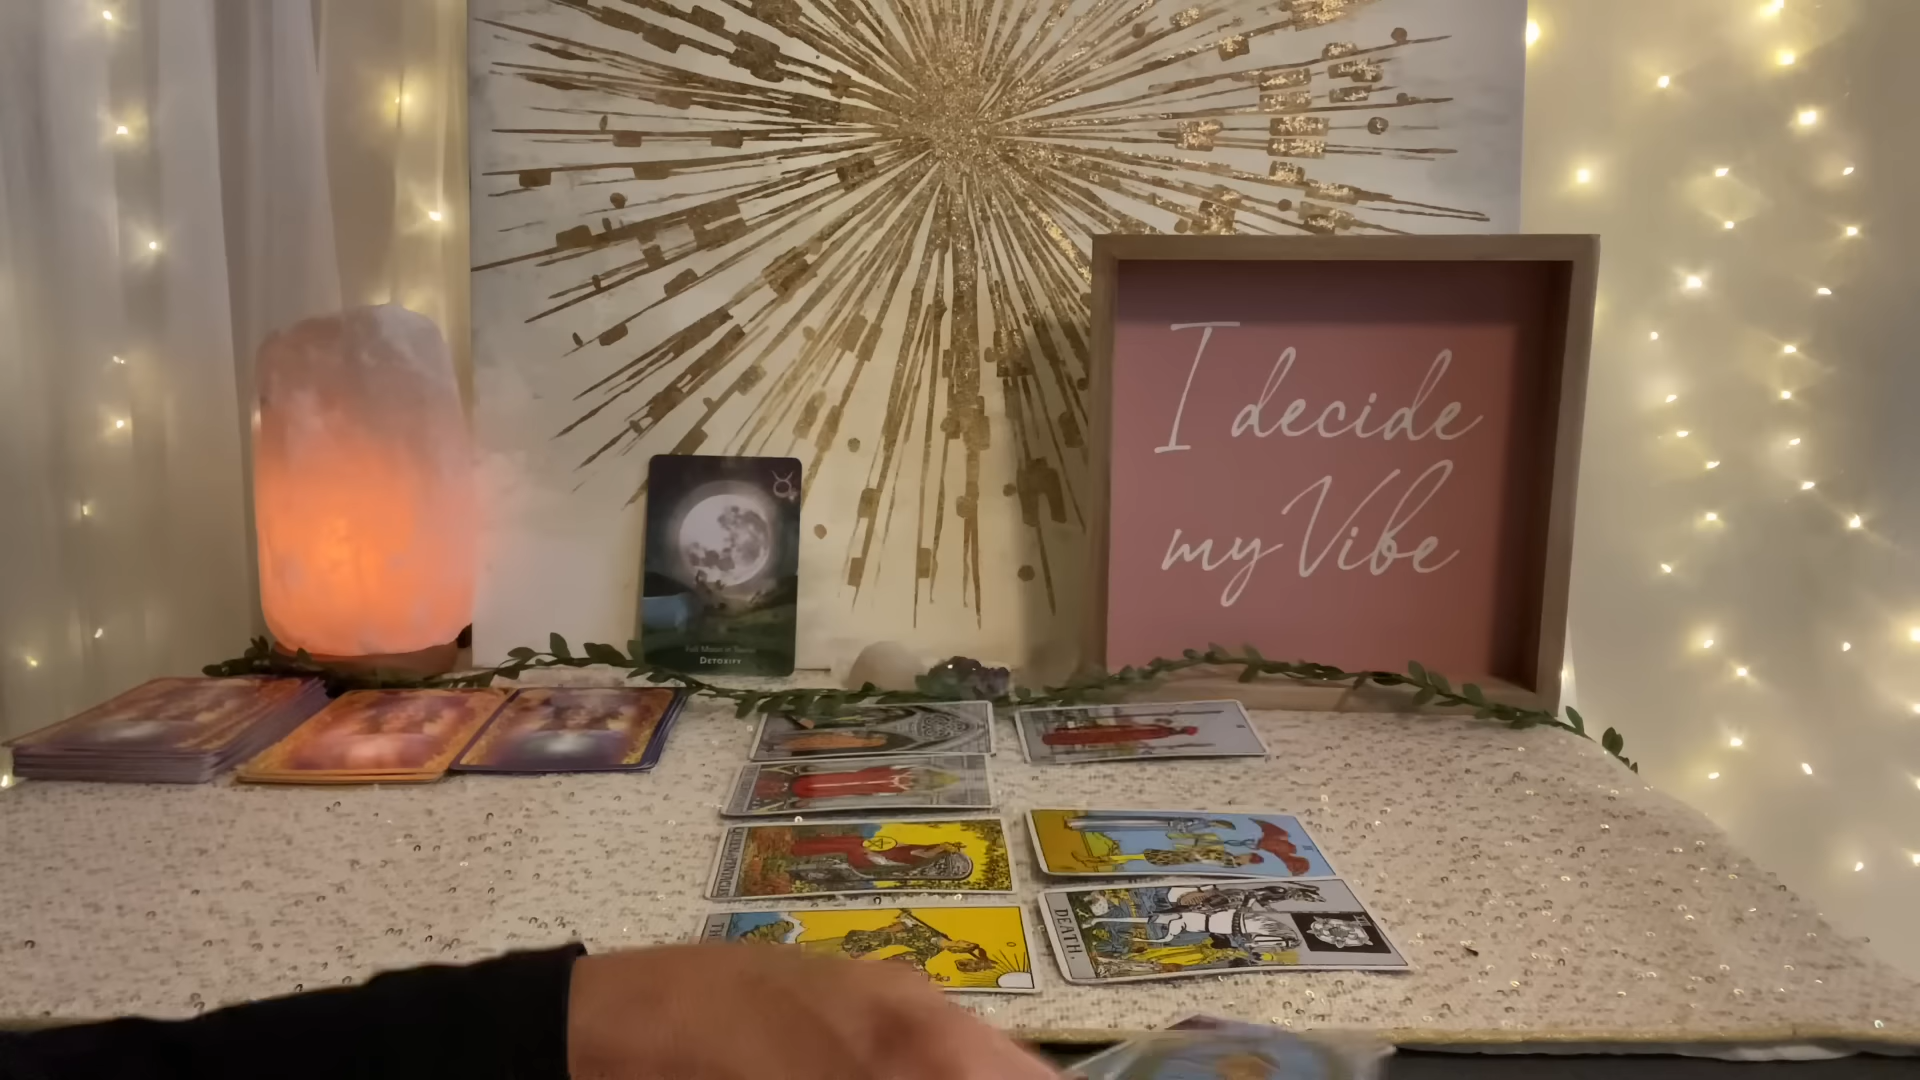 I decide
my Vibe
Full Moon in Taurus
DETOXIFY
DEATH.